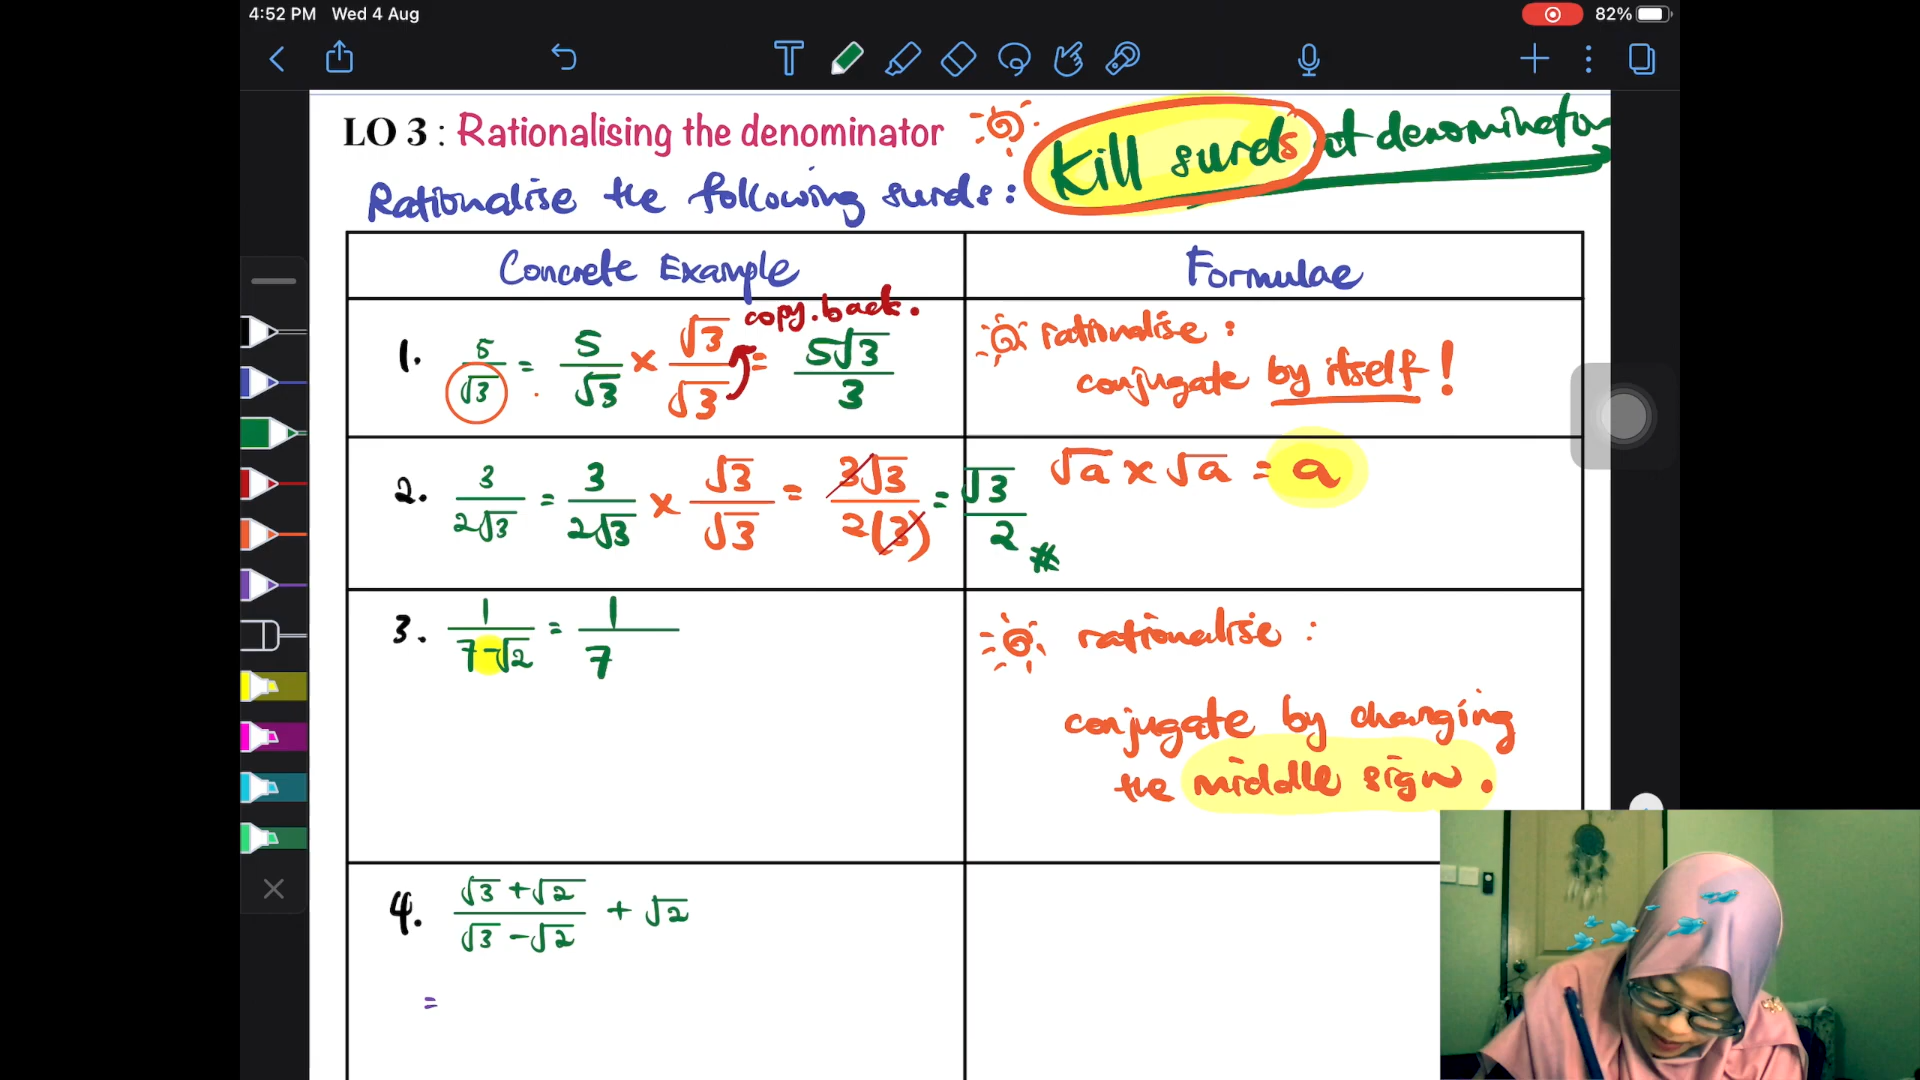 4:52 PM Wed 4 Aug
82%
LO 3 : Rationalising the denominator
Kill surds at denominator
Rationalise the following surds :
Concrete Example
Formulae
copy back.
1. 5/√3 = 5/√3 × √3/√3 = 5√3/3
rationalise :
conjugate by itself !
2. 3/2√3 = 3/2√3 × √3/√3 = 3√3/2(3) = √3/2 #
√a × √a = a
3. 1/7-√2 = 1/7
rationalise :
conjugate by changing
the middle sign .
4. √3 + √2/√3 - √2 + √2
=